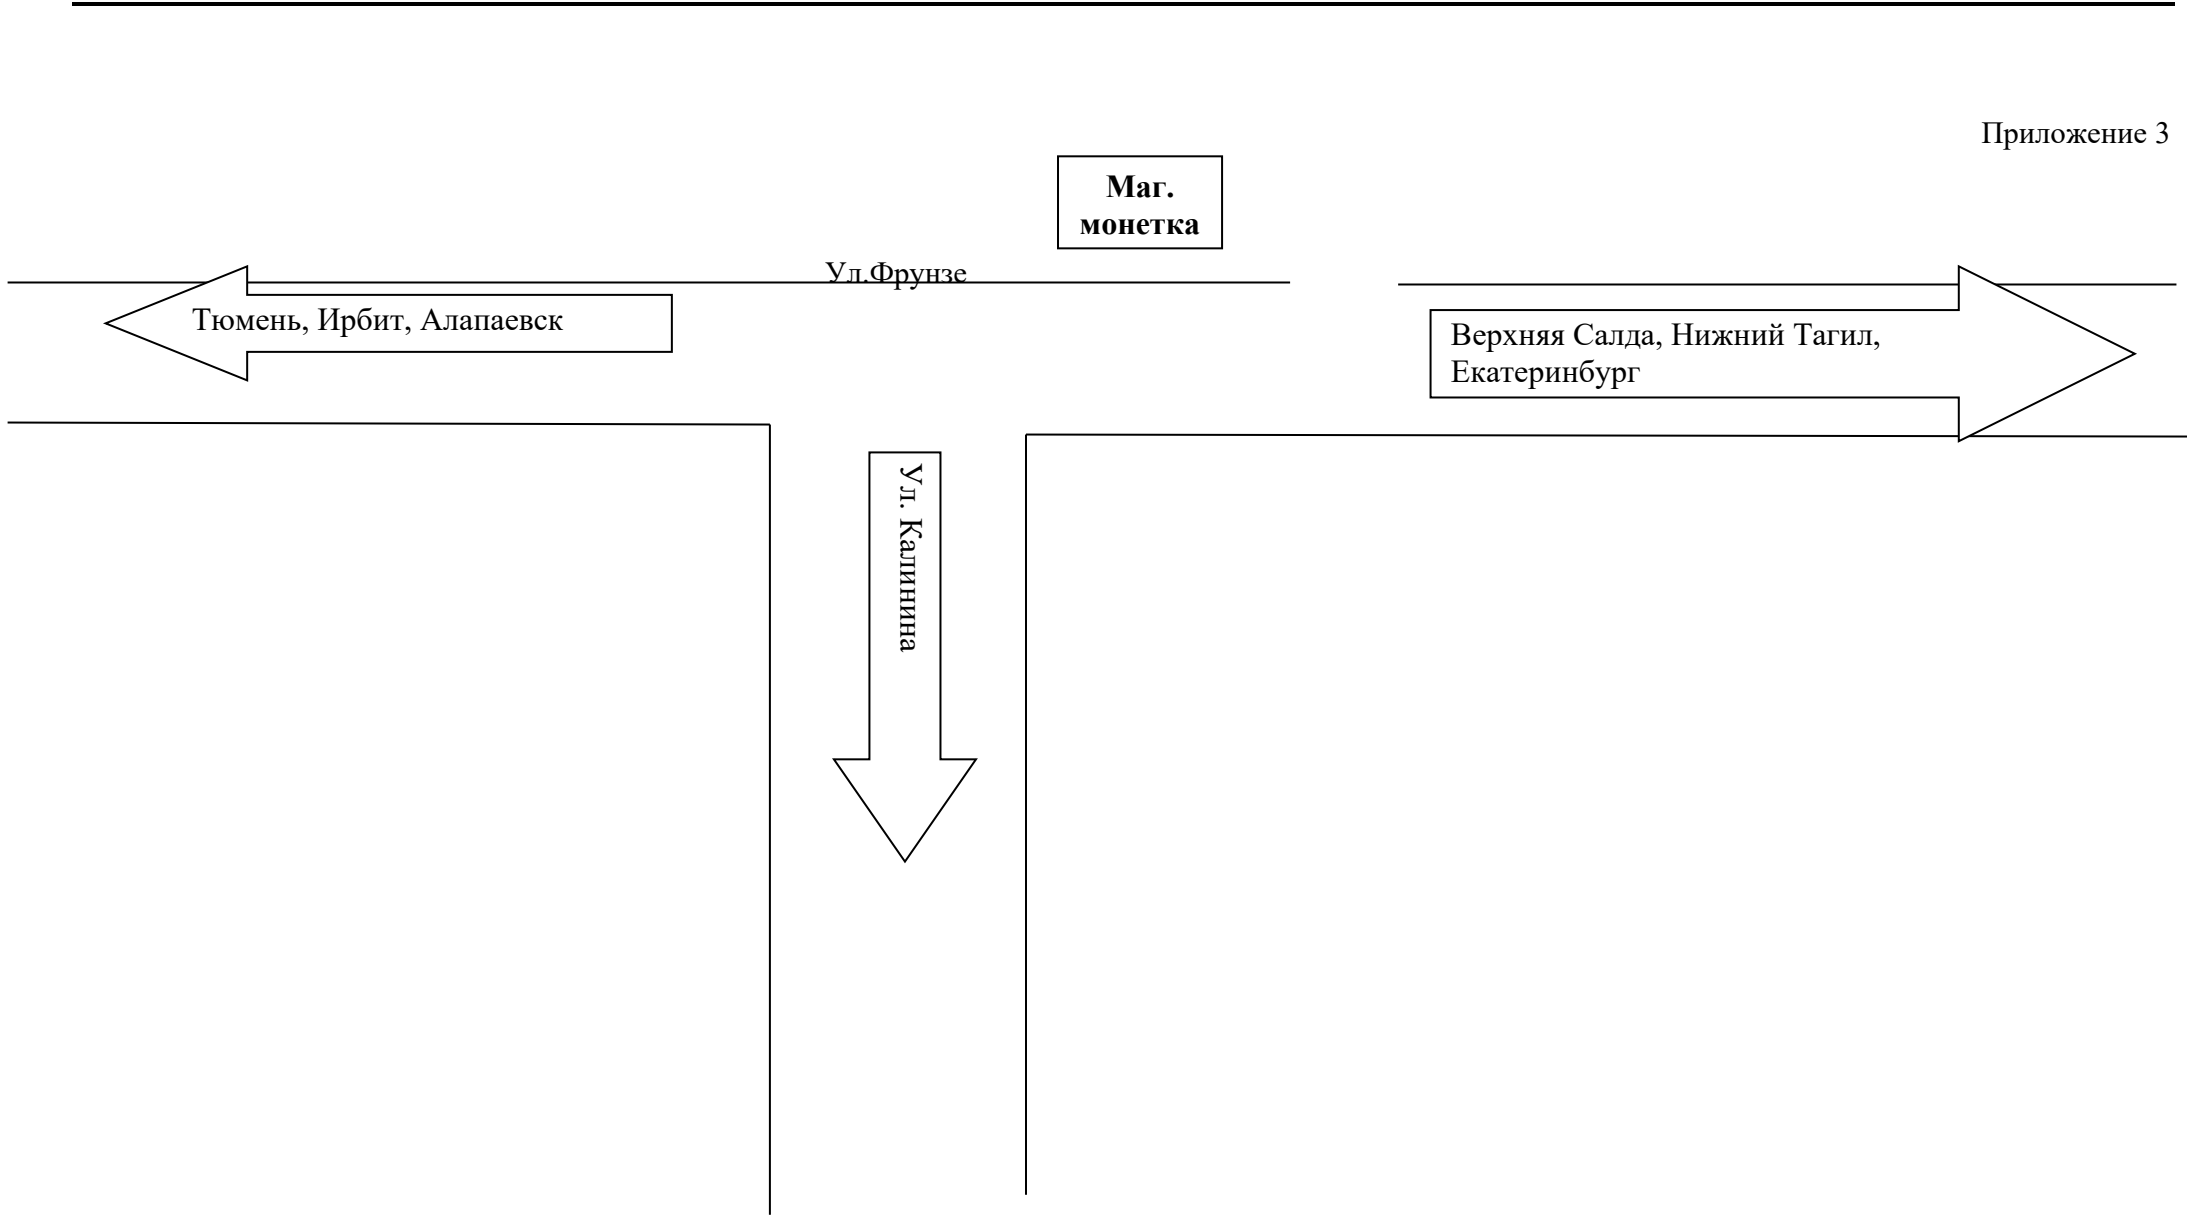 Приложение 3
Маг.
монетка
Ул.Фрунзе
Тюмень, Ирбит, Алапаевск
Верхняя Салда, Нижний Тагил,
Екатеринбург
Ул. Калинина